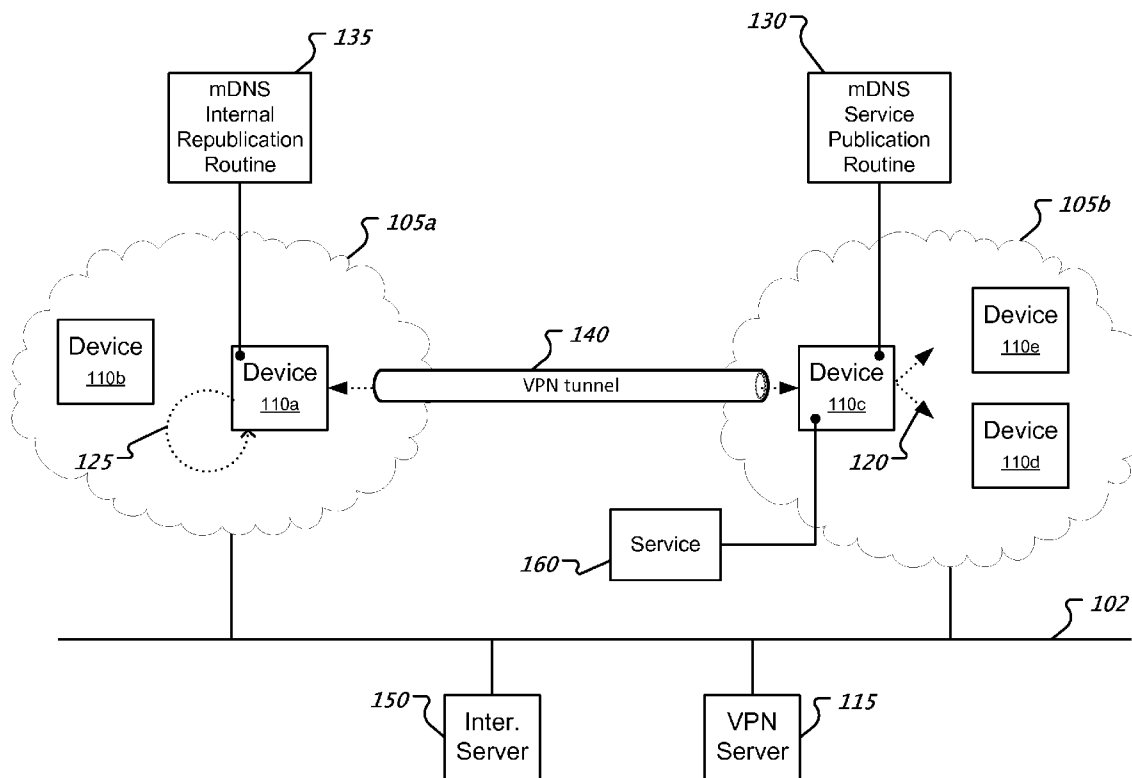 135
130
mDNS
Internal
Republication
Routine
mDNS
Service
Publication
Routine
105a
105b
Device
110b
Device
110a
140
VPN tunnel
Device
110c
Device
110e
Device
110d
125
120
Service
160
102
150
Inter.
Server
VPN
Server
115